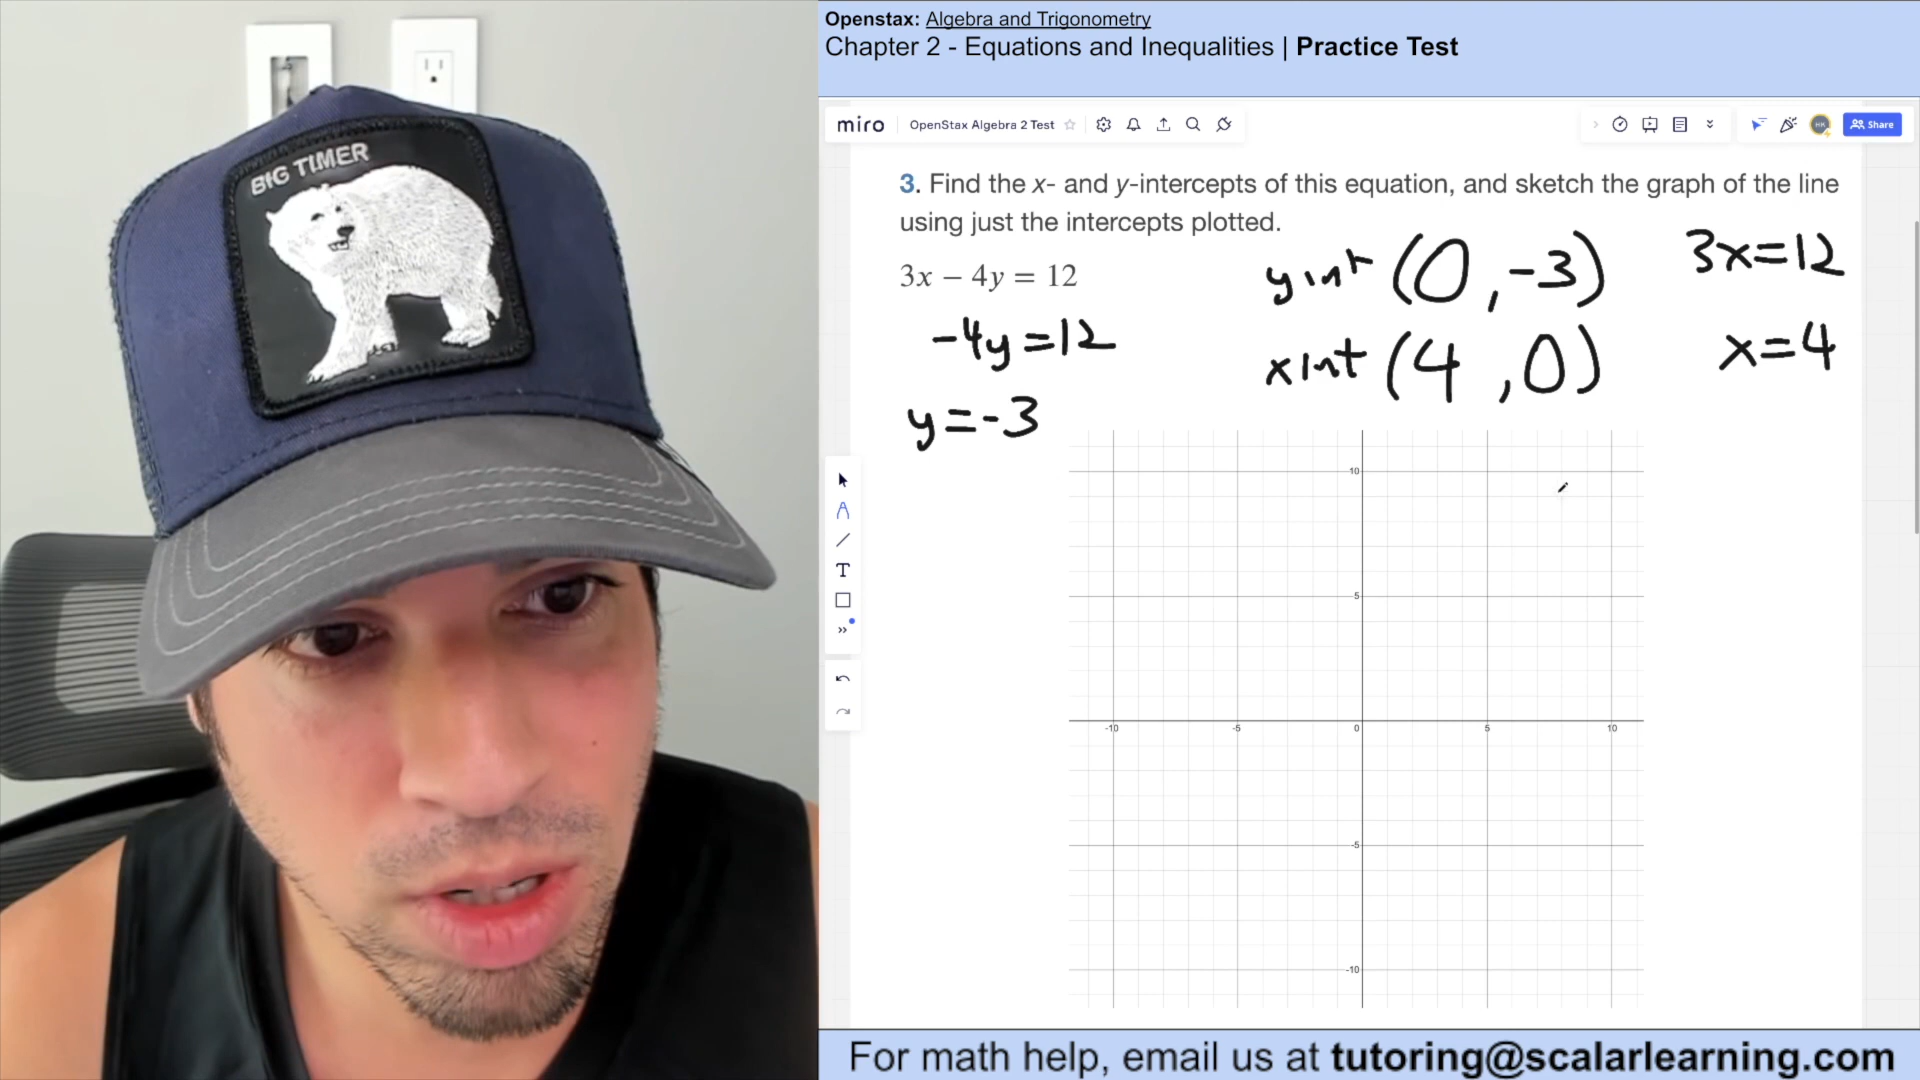 BIG TIMER
Openstax: Algebra and Trigonometry
Chapter 2 - Equations and Inequalities | Practice Test
miro OpenStax Algebra 2 Test Share
3. Find the x- and y-intercepts of this equation, and sketch the graph of the line
using just the intercepts plotted.
3x − 4y = 12
-4y=12
y=-3
y int (0,-3)
x int (4,0)
3x=12
x=4
10
5
-10 -5 0 5 10
-5
-10
For math help, email us at tutoring@scalarlearning.com